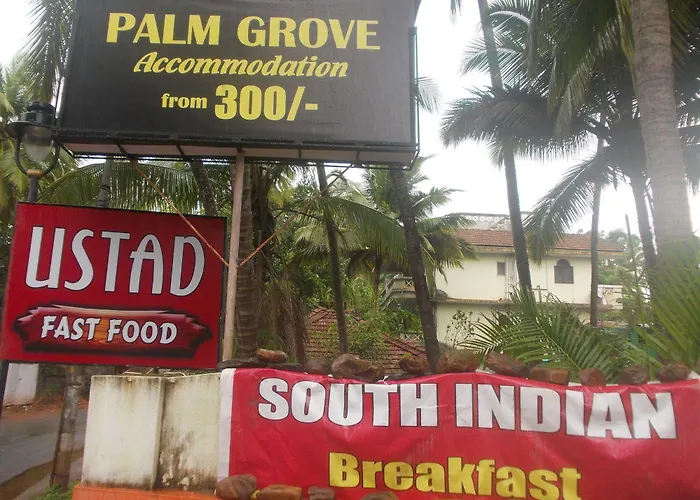 PALM GROVE
Accommodation
from 300/-
USTAD
FAST FOOD
SOUTH INDIAN
Breakfast